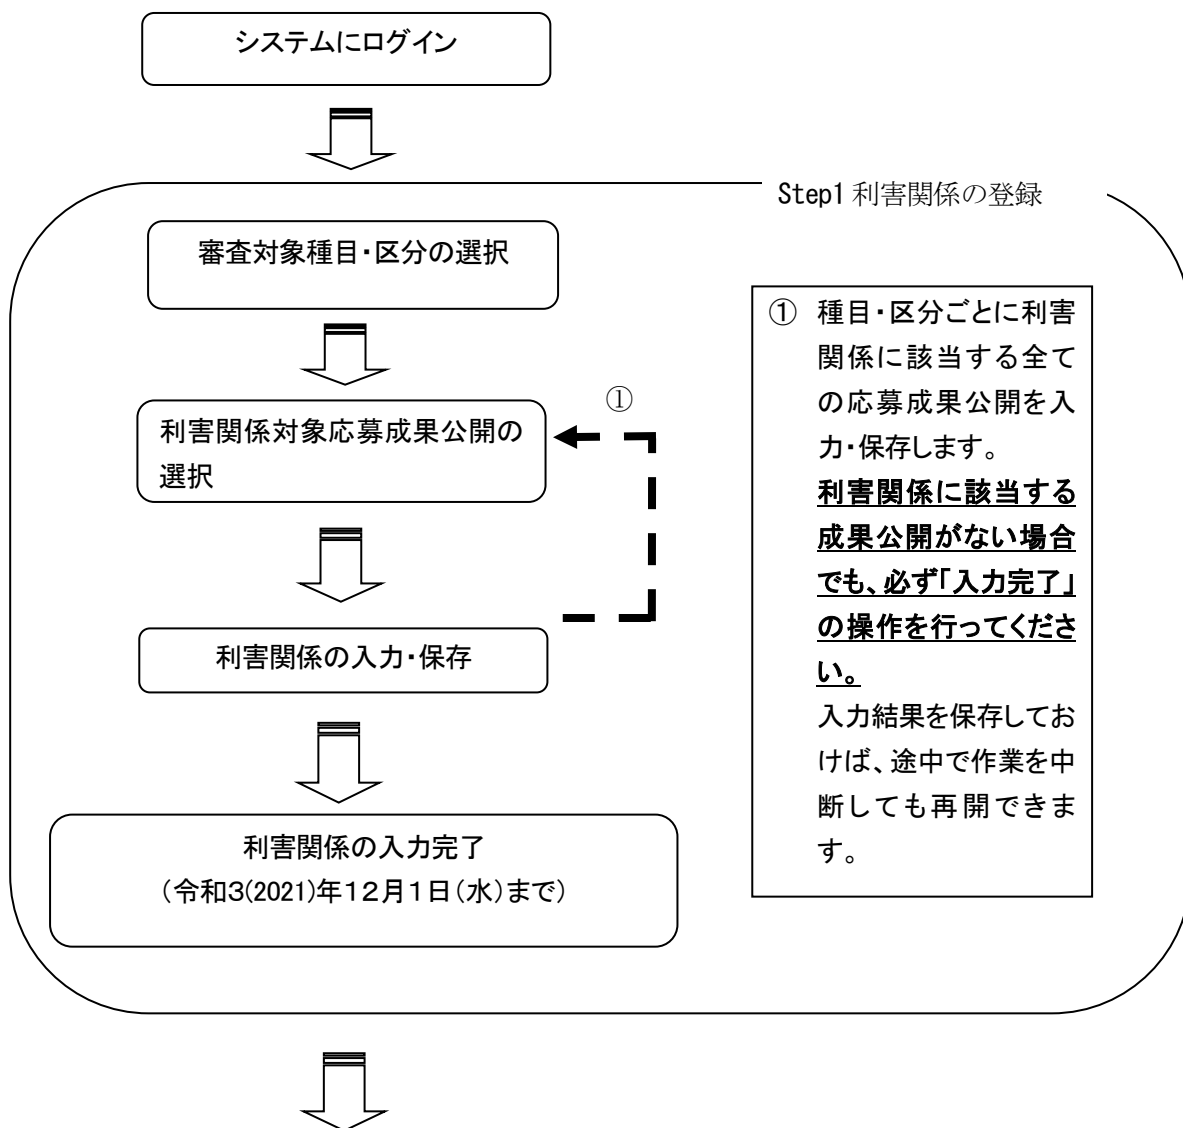 システムにログイン
Step1 利害関係の登録
審査対象種目・区分の選択
利害関係対象応募成果公開の
選択
①
利害関係の入力・保存
利害関係の入力完了
（令和3(2021)年１２月１日（水）まで）
① 種目・区分ごとに利害
関係に該当する全て
の応募成果公開を入
力・保存します。
利害関係に該当する
成果公開がない場合
でも、必ず「入力完了」
の操作を行ってくださ
い。
入力結果を保存してお
けば、途中で作業を中
断しても再開できま
す。